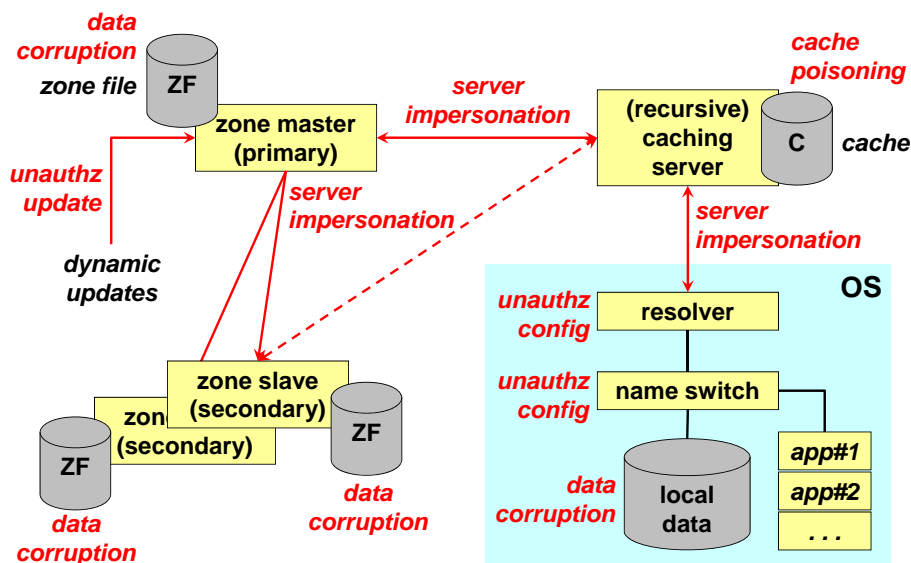 data
corruption
zone file
ZF
zone master
(primary)
server
impersonation
(recursive)
caching
server
cache
poisoning
C
cache
unauthz
update
dynamic
updates
server
impersonation
server
impersonation
OS
unauthz
config
resolver
unauthz
config
name switch
zone slave
(secondary)
ZF
data
corruption
zon
(secondary)
ZF
data
corruption
data
corruption
local
data
app#1
app#2
. . .